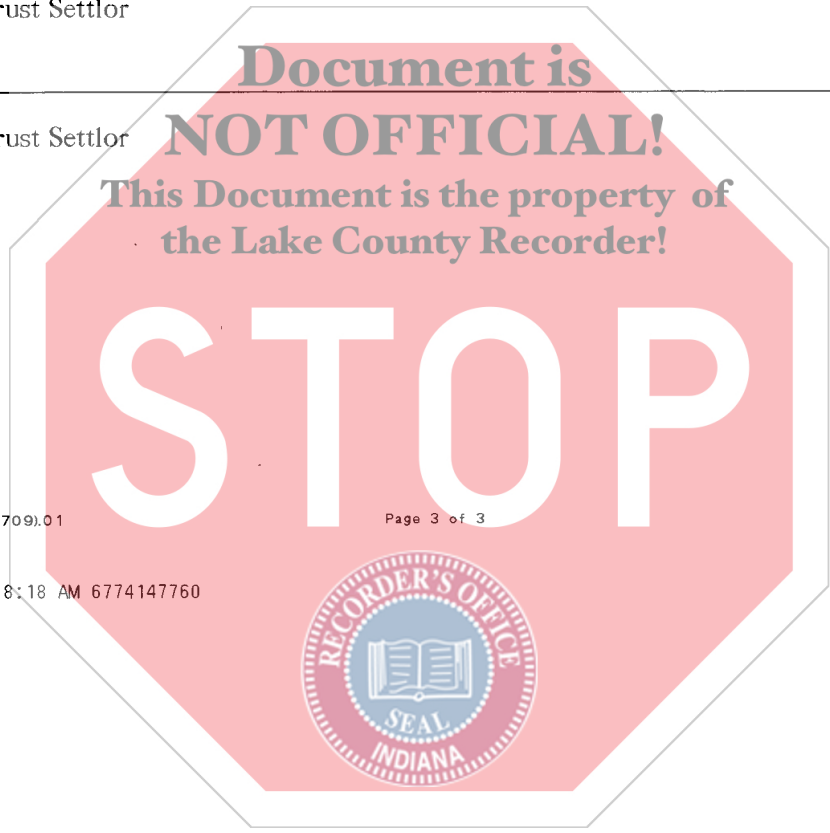 rust Settlor
Document is
rust Settlor
NOT OFFICIAL!
This Document is the property of
the Lake County Recorder!
STOP
709).01
Page 3 of 3
8:18 AM 6774147760
RECORDER'S OFFICE
SEAL
INDIANA